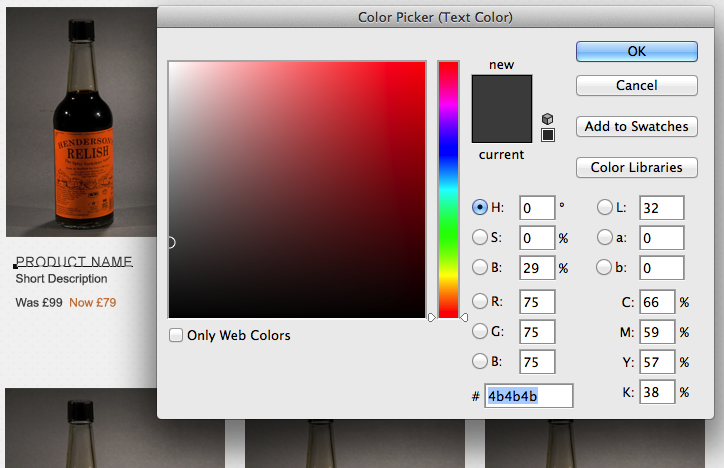 Color Picker (Text Color)
HENDERSON'S
RELISH
PRODUCT NAME
Short Description
Was £99 Now £79
new
current
OK
Cancel
Add to Swatches
Color Libraries
H: 0 °
S: 0 %
B: 29 %
R: 75
G: 75
B: 75
# 4b4b4b
L: 32
a: 0
b: 0
C: 66 %
M: 59 %
Y: 57 %
K: 38 %
Only Web Colors